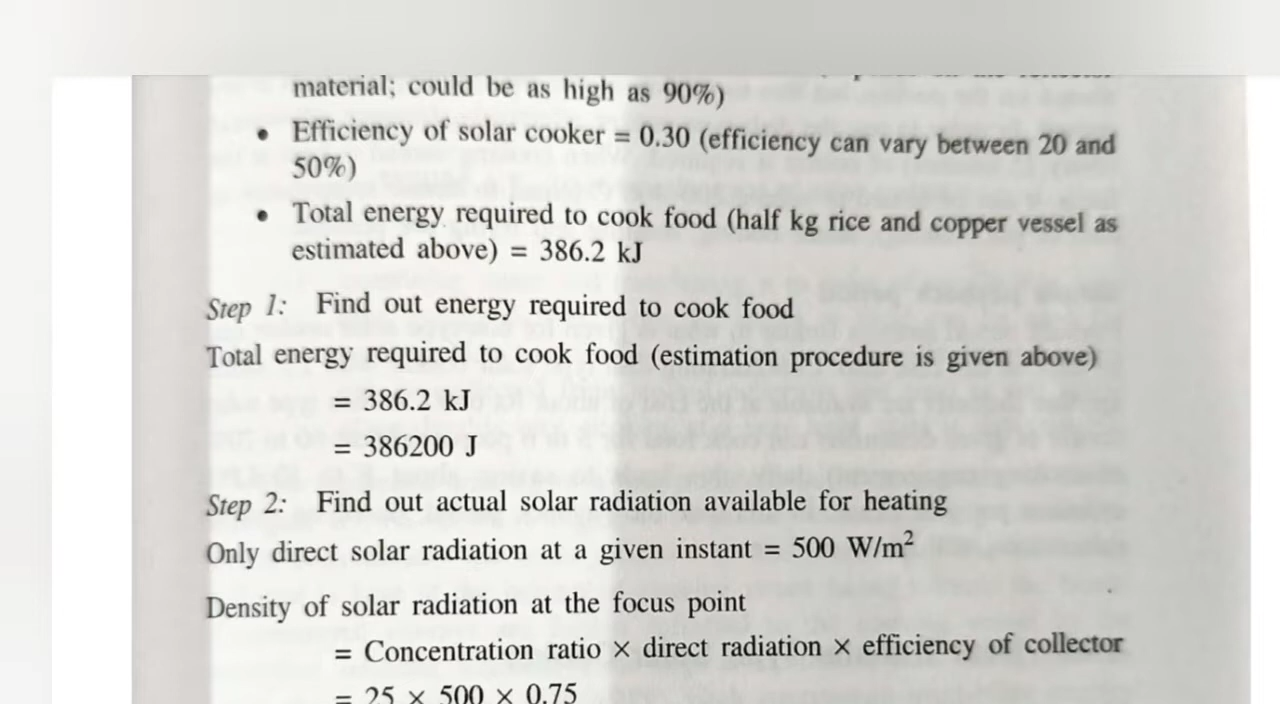 material; could be as high as 90%)
• Efficiency of solar cooker = 0.30 (efficiency can vary between 20 and
50%)
• Total energy required to cook food (half kg rice and copper vessel as
estimated above) = 386.2 kJ
Step 1: Find out energy required to cook food
Total energy required to cook food (estimation procedure is given above)
= 386.2 kJ
= 386200 J
Step 2: Find out actual solar radiation available for heating
Only direct solar radiation at a given instant = 500 W/m²
Density of solar radiation at the focus point
= Concentration ratio × direct radiation × efficiency of collector
= 25 × 500 × 0.75